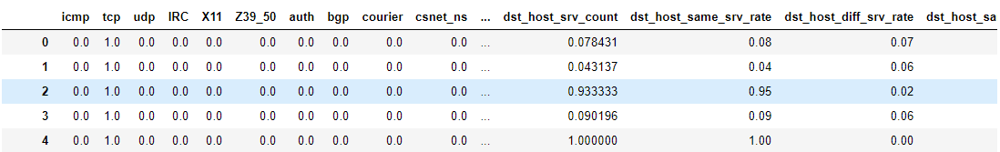 icmp tcp udp IRC X11 Z39_50 auth bgp courier csnet_ns ... dst_host_srv_count dst_host_same_srv_rate dst_host_diff_srv_rate dst_host_sa
0 0.0 1.0 0.0 0.0 0.0 0.0 0.0 0.0 0.0 0.0 ... 0.078431 0.08 0.07
1 0.0 1.0 0.0 0.0 0.0 0.0 0.0 0.0 0.0 0.0 ... 0.043137 0.04 0.06
2 0.0 1.0 0.0 0.0 0.0 0.0 0.0 0.0 0.0 0.0 ... 0.933333 0.95 0.02
3 0.0 1.0 0.0 0.0 0.0 0.0 0.0 0.0 0.0 0.0 ... 0.090196 0.09 0.06
4 0.0 1.0 0.0 0.0 0.0 0.0 0.0 0.0 0.0 0.0 ... 1.000000 1.00 0.00